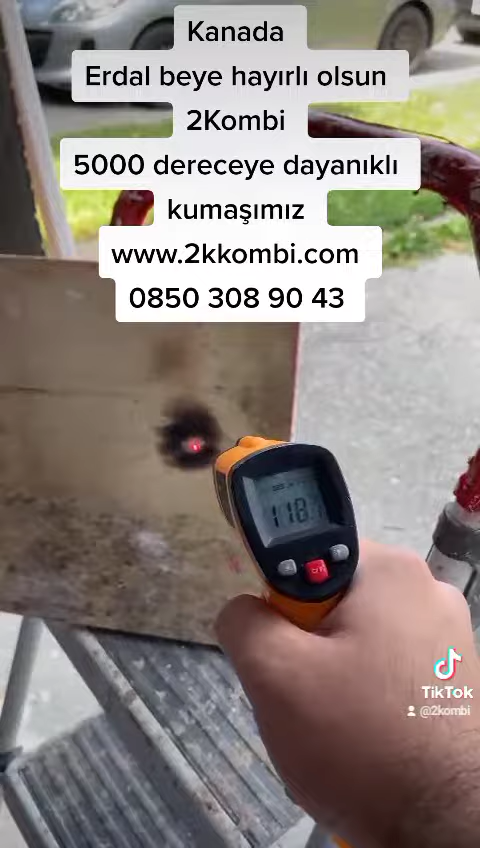 Kanada
Erdal beye hayırlı olsun
2Kombi
5000 dereceye dayanıklı
kumaşımız
www.2kkombi.com
0850 308 90 43
TikTok
@2kombi